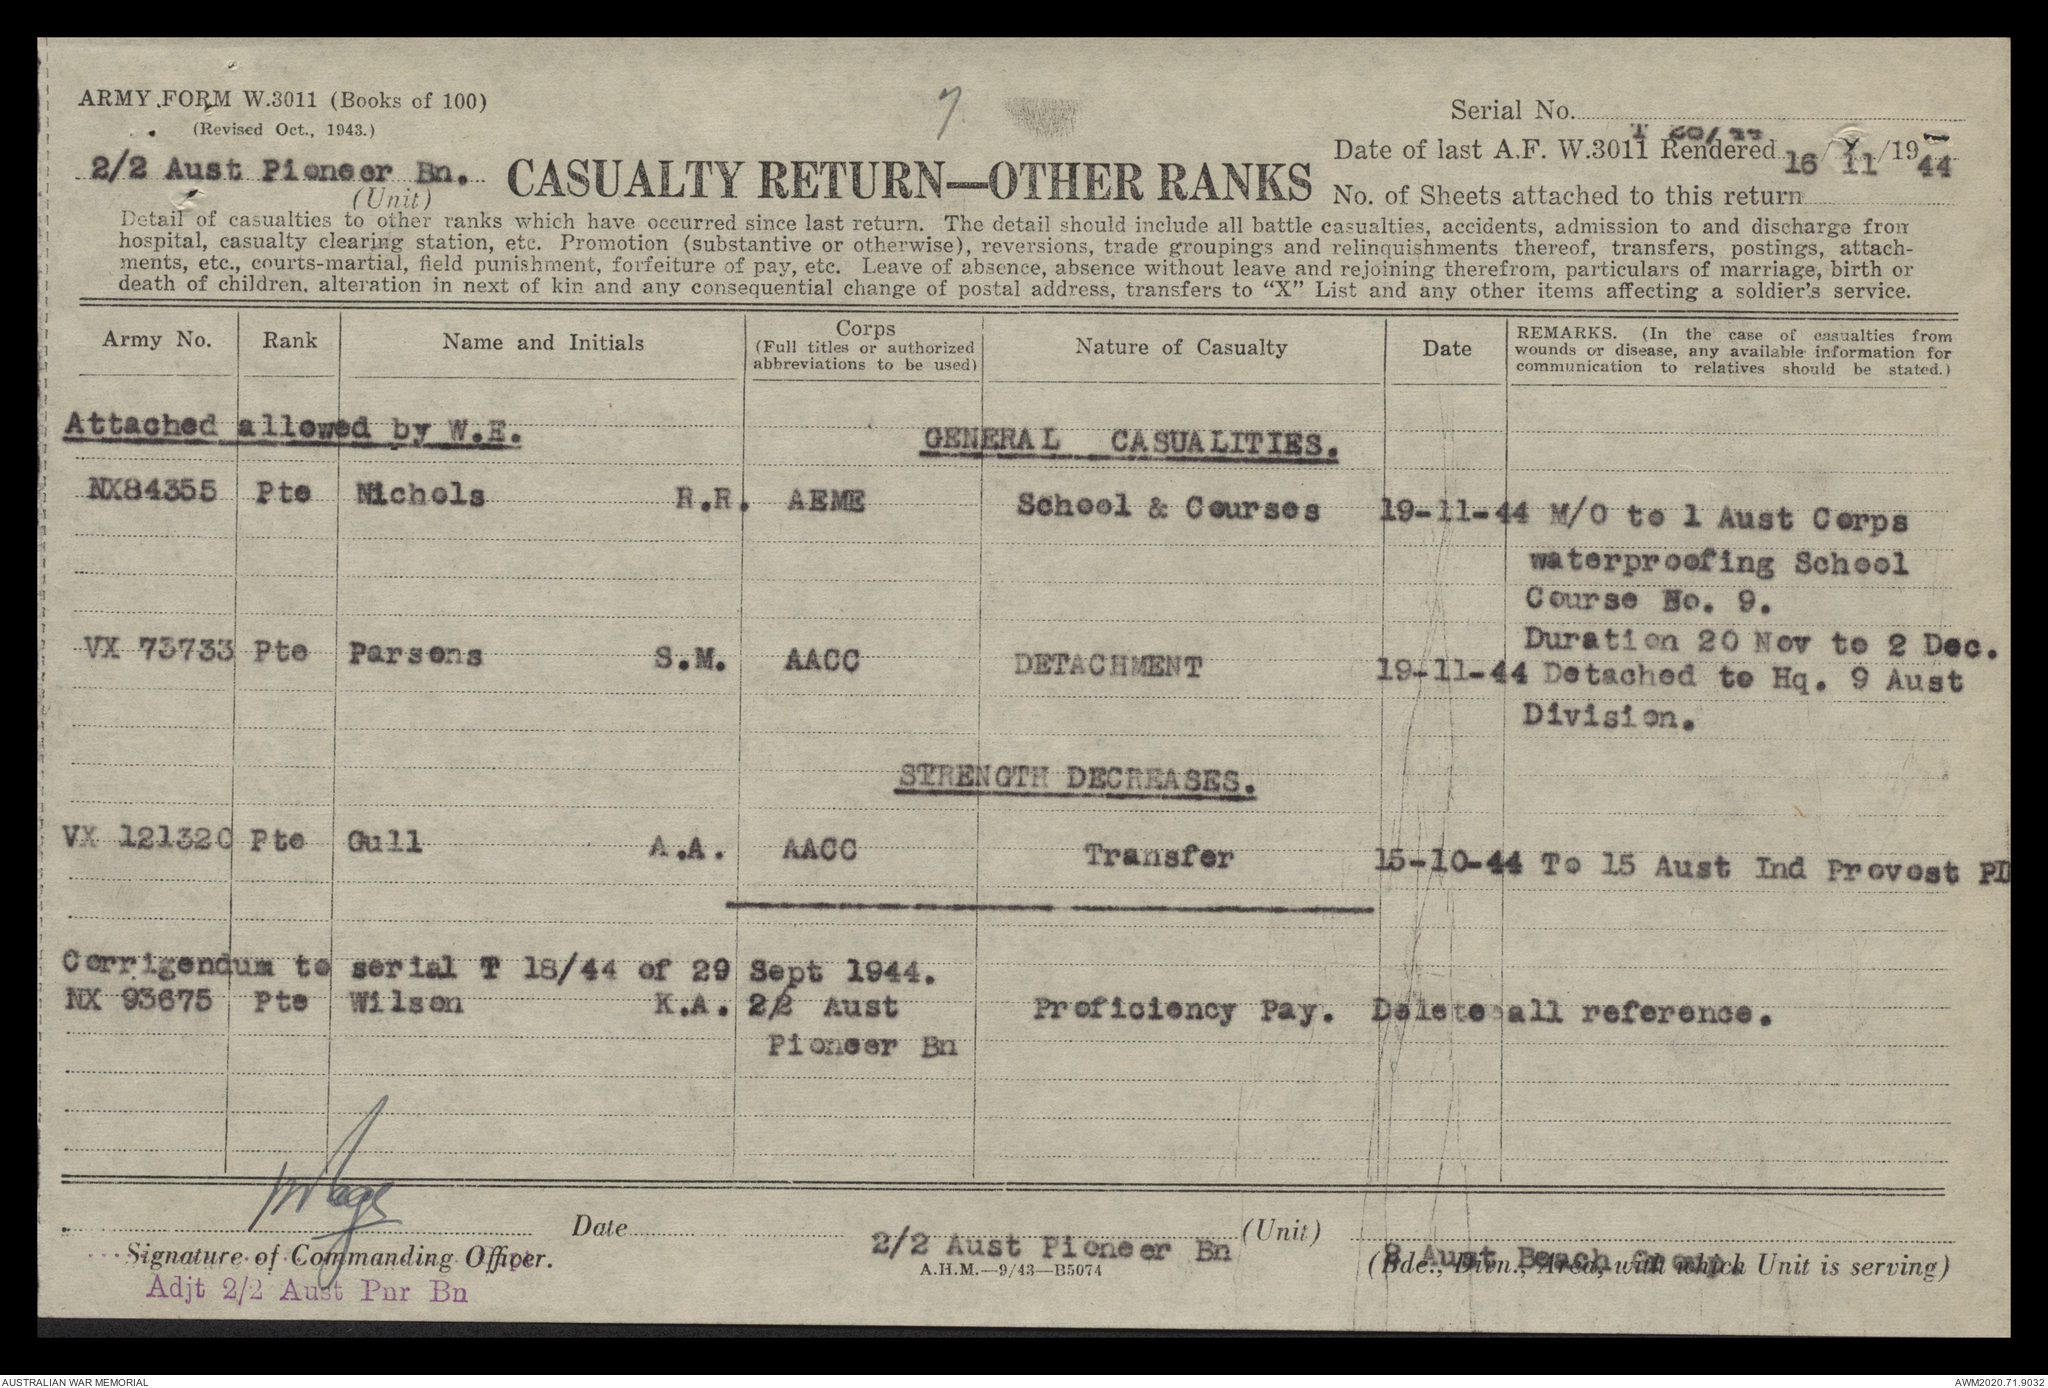 ARMY FORM W.3011 (Books of 100)
(Revised Oct., 1943.)
7
Serial No.
2/2 Aust Pioneer Bn.
(Unit)
CASUALTY RETURN—OTHER RANKS
Date of last A.F. W.3011 Rendered 16/11/1944
No. of Sheets attached to this return
Detail of casualties to other ranks which have occurred since last return. The detail should include all battle casualties, accidents, admission to and discharge from
hospital, casualty clearing station, etc. Promotion (substantive or otherwise), reversions, trade groupings and relinquishments thereof, transfers, postings, attach-
ments, etc., courts-martial, field punishment, forfeiture of pay, etc. Leave of absence, absence without leave and rejoining therefrom, particulars of marriage, birth or
death of children, alteration in next of kin and any consequential change of postal address, transfers to "X" List and any other items affecting a soldier's service.
Army No. Rank Name and Initials Corps (Full titles or authorized abbreviations to be used) Nature of Casualty Date REMARKS. (In the case of casualties from wounds or disease, any available information for communication to relatives should be stated.)
Attached allowed by W.E.
GENERAL CASUALITIES.
NX84355 Pte Nichols R.R. AEME School & Courses 19-11-44 M/O to 1 Aust Corps
waterproofing School
Course No. 9.
Duration 20 Nov to 2 Dec.
VX 73733 Pte Parsons S.M. AACC DETACHMENT 19-11-44 Detached to Hq. 9 Aust
Division.
STRENGTH DECREASES.
VX 121320 Pte Gull A.A. AACC Transfer 15-10-44 To 15 Aust Ind Provost Pl
Corrigendum to serial T 18/44 of 29 Sept 1944.
NX 93675 Pte Wilson K.A. 2/2 Aust Proficiency Pay. Delete all reference.
Pioneer Bn
Date
2/2 Aust Pioneer Bn (Unit)
8 Aust Beach Group
Signature of Commanding Officer.
(Bde., Divn., Area, with which Unit is serving)
A.H.M.—9/43—B5074
Adjt 2/2 Aust Pnr Bn
AUSTRALIAN WAR MEMORIAL
AWM2020.71.9032